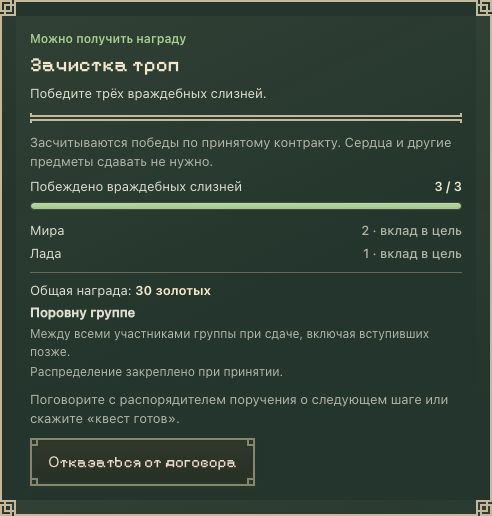 Можно получить награду
Зачистка троп
Победите трёх враждебных слизней.
Засчитываются победы по принятому контракту. Сердца и другие
предметы сдавать не нужно.
Побеждено враждебных слизней 3 / 3
Мира 2 · вклад в цель
Лада 1 · вклад в цель
Общая награда: 30 золотых
Поровну группе
Между всеми участниками группы при сдаче, включая вступивших
позже.
Распределение закреплено при принятии.
Поговорите с распорядителем поручения о следующем шаге или
скажите «квест готов».
Отказаться от договора